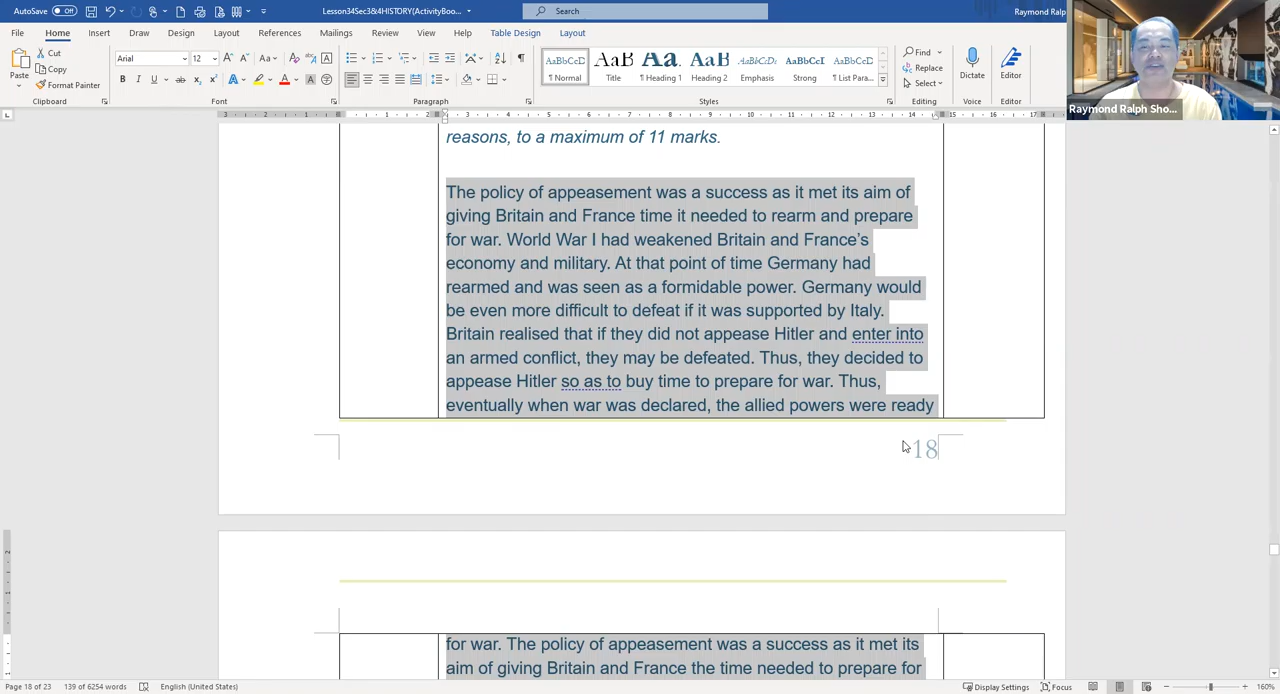 AutoSave Off Lesson34Sec3&4HISTORY(ActivityBoo... Search Raymond Ralph
File Home Insert Draw Design Layout References Mailings Review View Help Table Design Layout
Paste Cut Copy Format Painter
Arial 12
AaBbCcD AaB Aa. AaB AaBbCcL AaBbCcI AaBbCcD
¶ Normal Title ¶ Heading 1 Heading 2 Emphasis Strong ¶ List Para...
Find Replace Select Dictate Editor
Clipboard Font Paragraph Styles Editing Voice Editor
Raymond Ralph Sho...
reasons, to a maximum of 11 marks.
The policy of appeasement was a success as it met its aim of
giving Britain and France time it needed to rearm and prepare
for war. World War I had weakened Britain and France's
economy and military. At that point of time Germany had
rearmed and was seen as a formidable power. Germany would
be even more difficult to defeat if it was supported by Italy.
Britain realised that if they did not appease Hitler and enter into
an armed conflict, they may be defeated. Thus, they decided to
appease Hitler so as to buy time to prepare for war. Thus,
eventually when war was declared, the allied powers were ready
18
for war. The policy of appeasement was a success as it met its
aim of giving Britain and France the time needed to prepare for
Page 18 of 23 139 of 6254 words English (United States) Display Settings Focus 160%